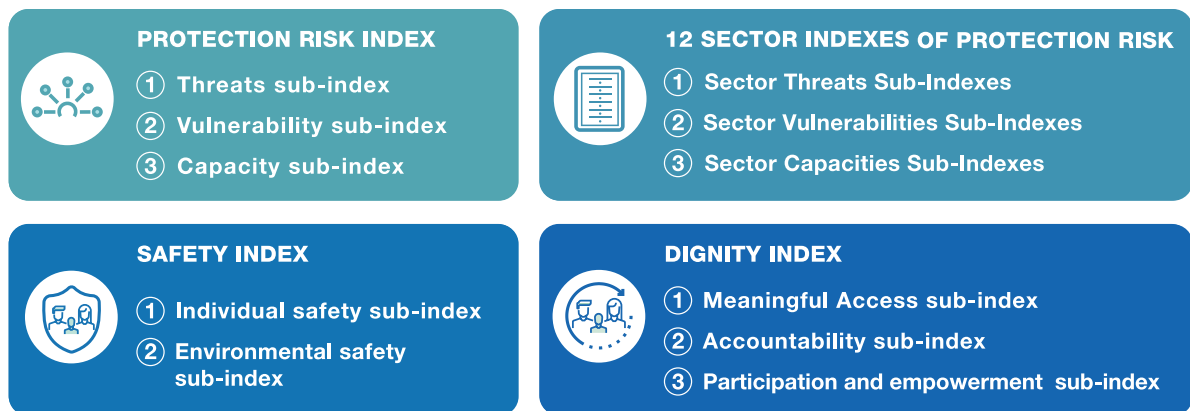 PROTECTION RISK INDEX
1 Threats sub-index
2 Vulnerability sub-index
3 Capacity sub-index
12 SECTOR INDEXES OF PROTECTION RISK
1 Sector Threats Sub-Indexes
2 Sector Vulnerabilities Sub-Indexes
3 Sector Capacities Sub-Indexes
SAFETY INDEX
1 Individual safety sub-index
2 Environmental safety
sub-index
DIGNITY INDEX
1 Meaningful Access sub-index
2 Accountability sub-index
3 Participation and empowerment sub-index